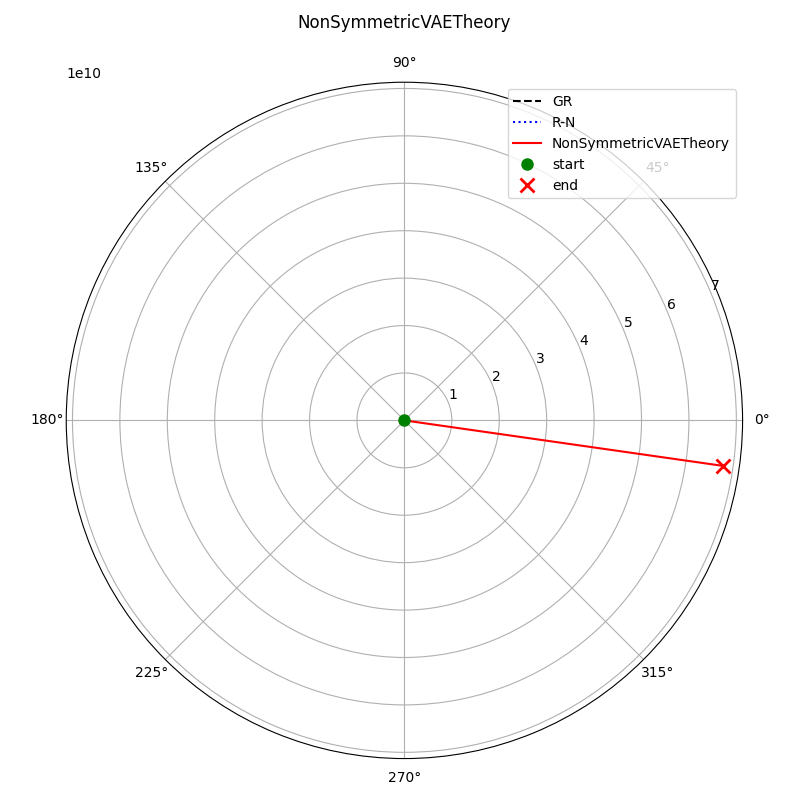 NonSymmetricVAETheory
1e10
90°
GR
R-N
NonSymmetricVAETheory
start
end
135°
45°
7
6
5
4
3
2
1
180°
0°
225°
315°
270°